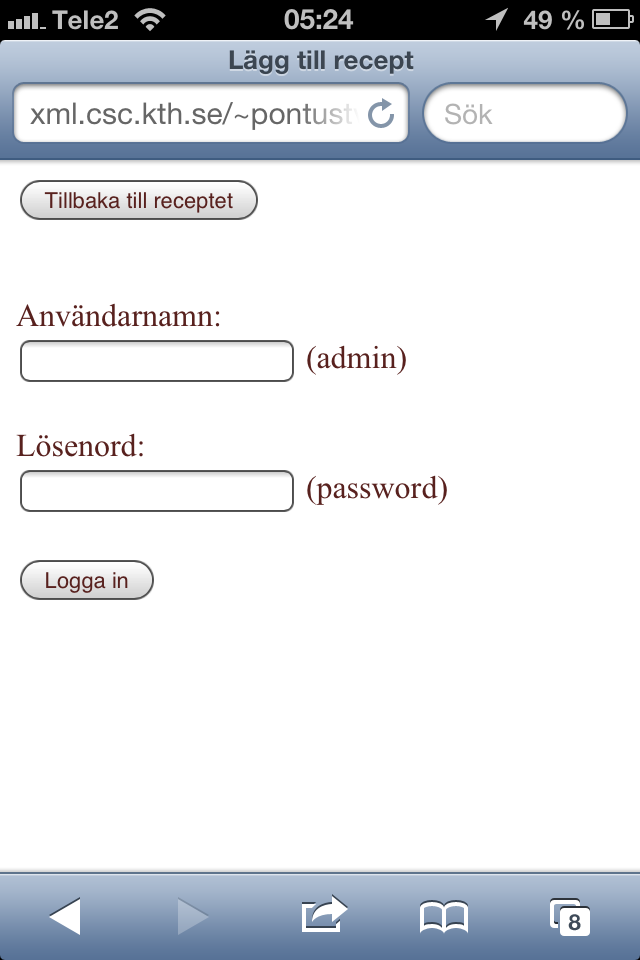 Tele2 05:24 49 %
Lägg till recept
xml.csc.kth.se/~pontust Sök
Tillbaka till receptet
Användarnamn:
(admin)
Lösenord:
(password)
Logga in
8